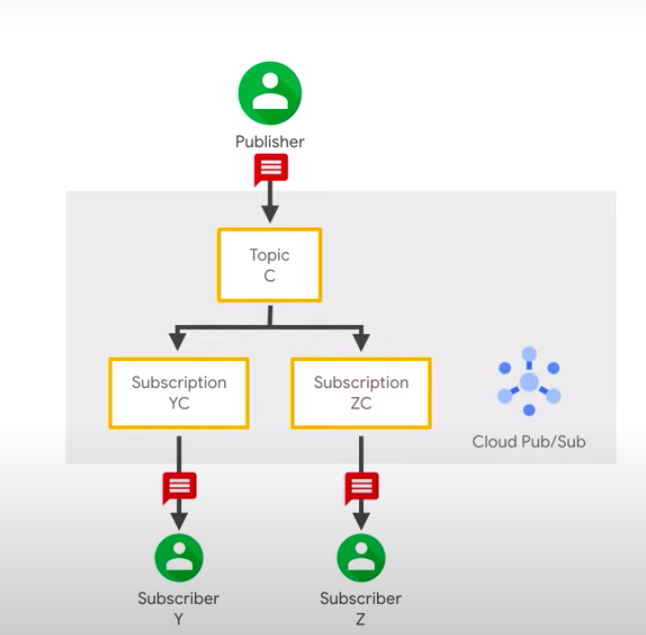 Publisher
Topic
C
Subscription
YC
Subscription
ZC
Cloud Pub/Sub
Subscriber
Y
Subscriber
Z